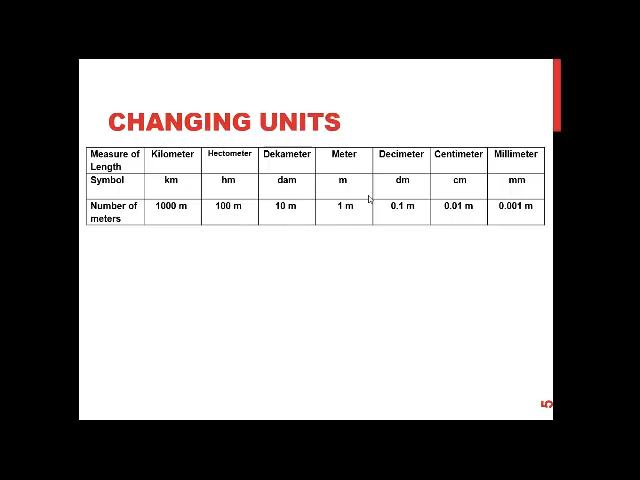 CHANGING UNITS
Measure of Length Kilometer Hectometer Dekameter Meter Decimeter Centimeter Millimeter
Symbol km hm dam m dm cm mm
Number of meters 1000 m 100 m 10 m 1 m 0.1 m 0.01 m 0.001 m
5